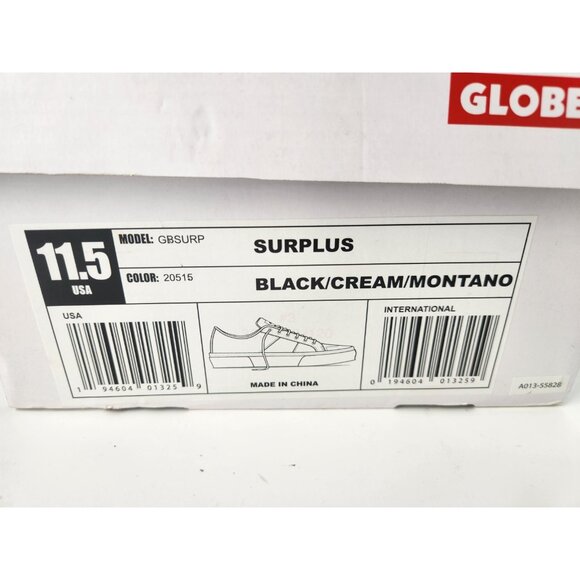 GLOBE
11.5
USA
MODEL: GBSURP
SURPLUS
COLOR: 20515
BLACK/CREAM/MONTANO
USA
INTERNATIONAL
1 94604 01325 9
MADE IN CHINA
0 194604 013259
A013-55828